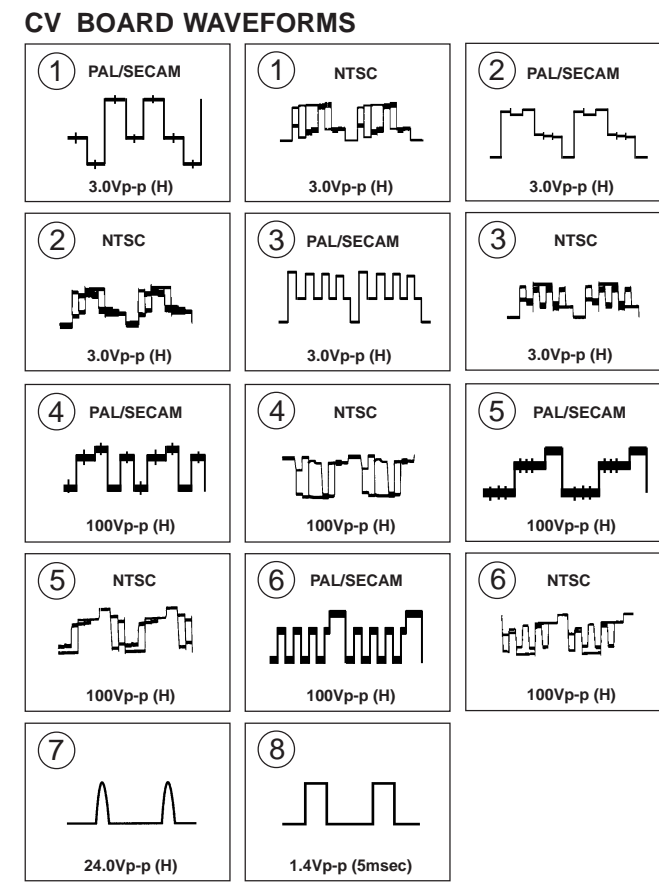 CV BOARD WAVEFORMS
1 PAL/SECAM
3.0Vp-p (H)
1 NTSC
3.0Vp-p (H)
2 PAL/SECAM
3.0Vp-p (H)
2 NTSC
3.0Vp-p (H)
3 PAL/SECAM
3.0Vp-p (H)
3 NTSC
3.0Vp-p (H)
4 PAL/SECAM
100Vp-p (H)
4 NTSC
100Vp-p (H)
5 PAL/SECAM
100Vp-p (H)
5 NTSC
100Vp-p (H)
6 PAL/SECAM
100Vp-p (H)
6 NTSC
100Vp-p (H)
7
24.0Vp-p (H)
8
1.4Vp-p (5msec)